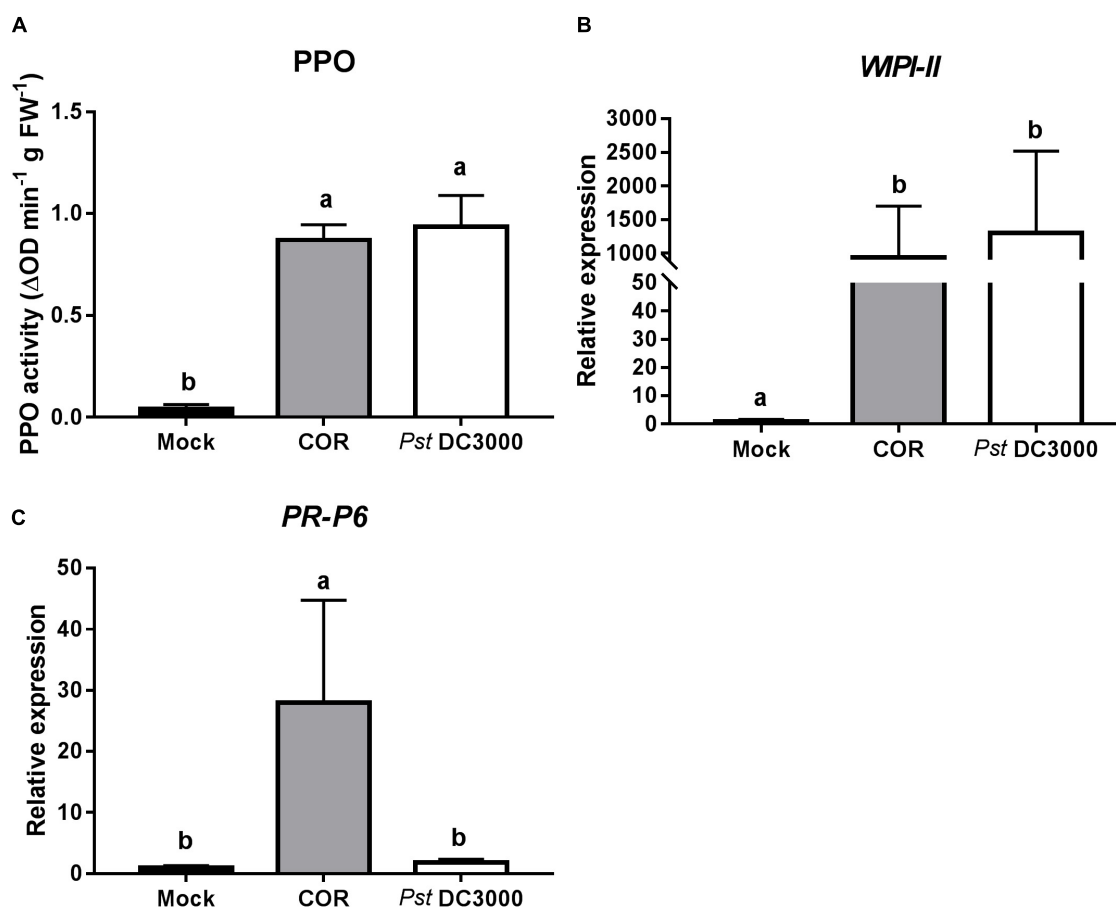 A
PPO
PPO activity (ΔOD min⁻¹ g FW⁻¹)
1.5
1.0
0.5
0.0
b
a
a
Mock
COR
Pst DC3000
B
WIPI-II
Relative expression
3000
2500
2000
1500
1000
50
40
30
20
10
0
a
b
b
Mock
COR
Pst DC3000
C
PR-P6
Relative expression
50
40
30
20
10
0
b
a
b
Mock
COR
Pst DC3000